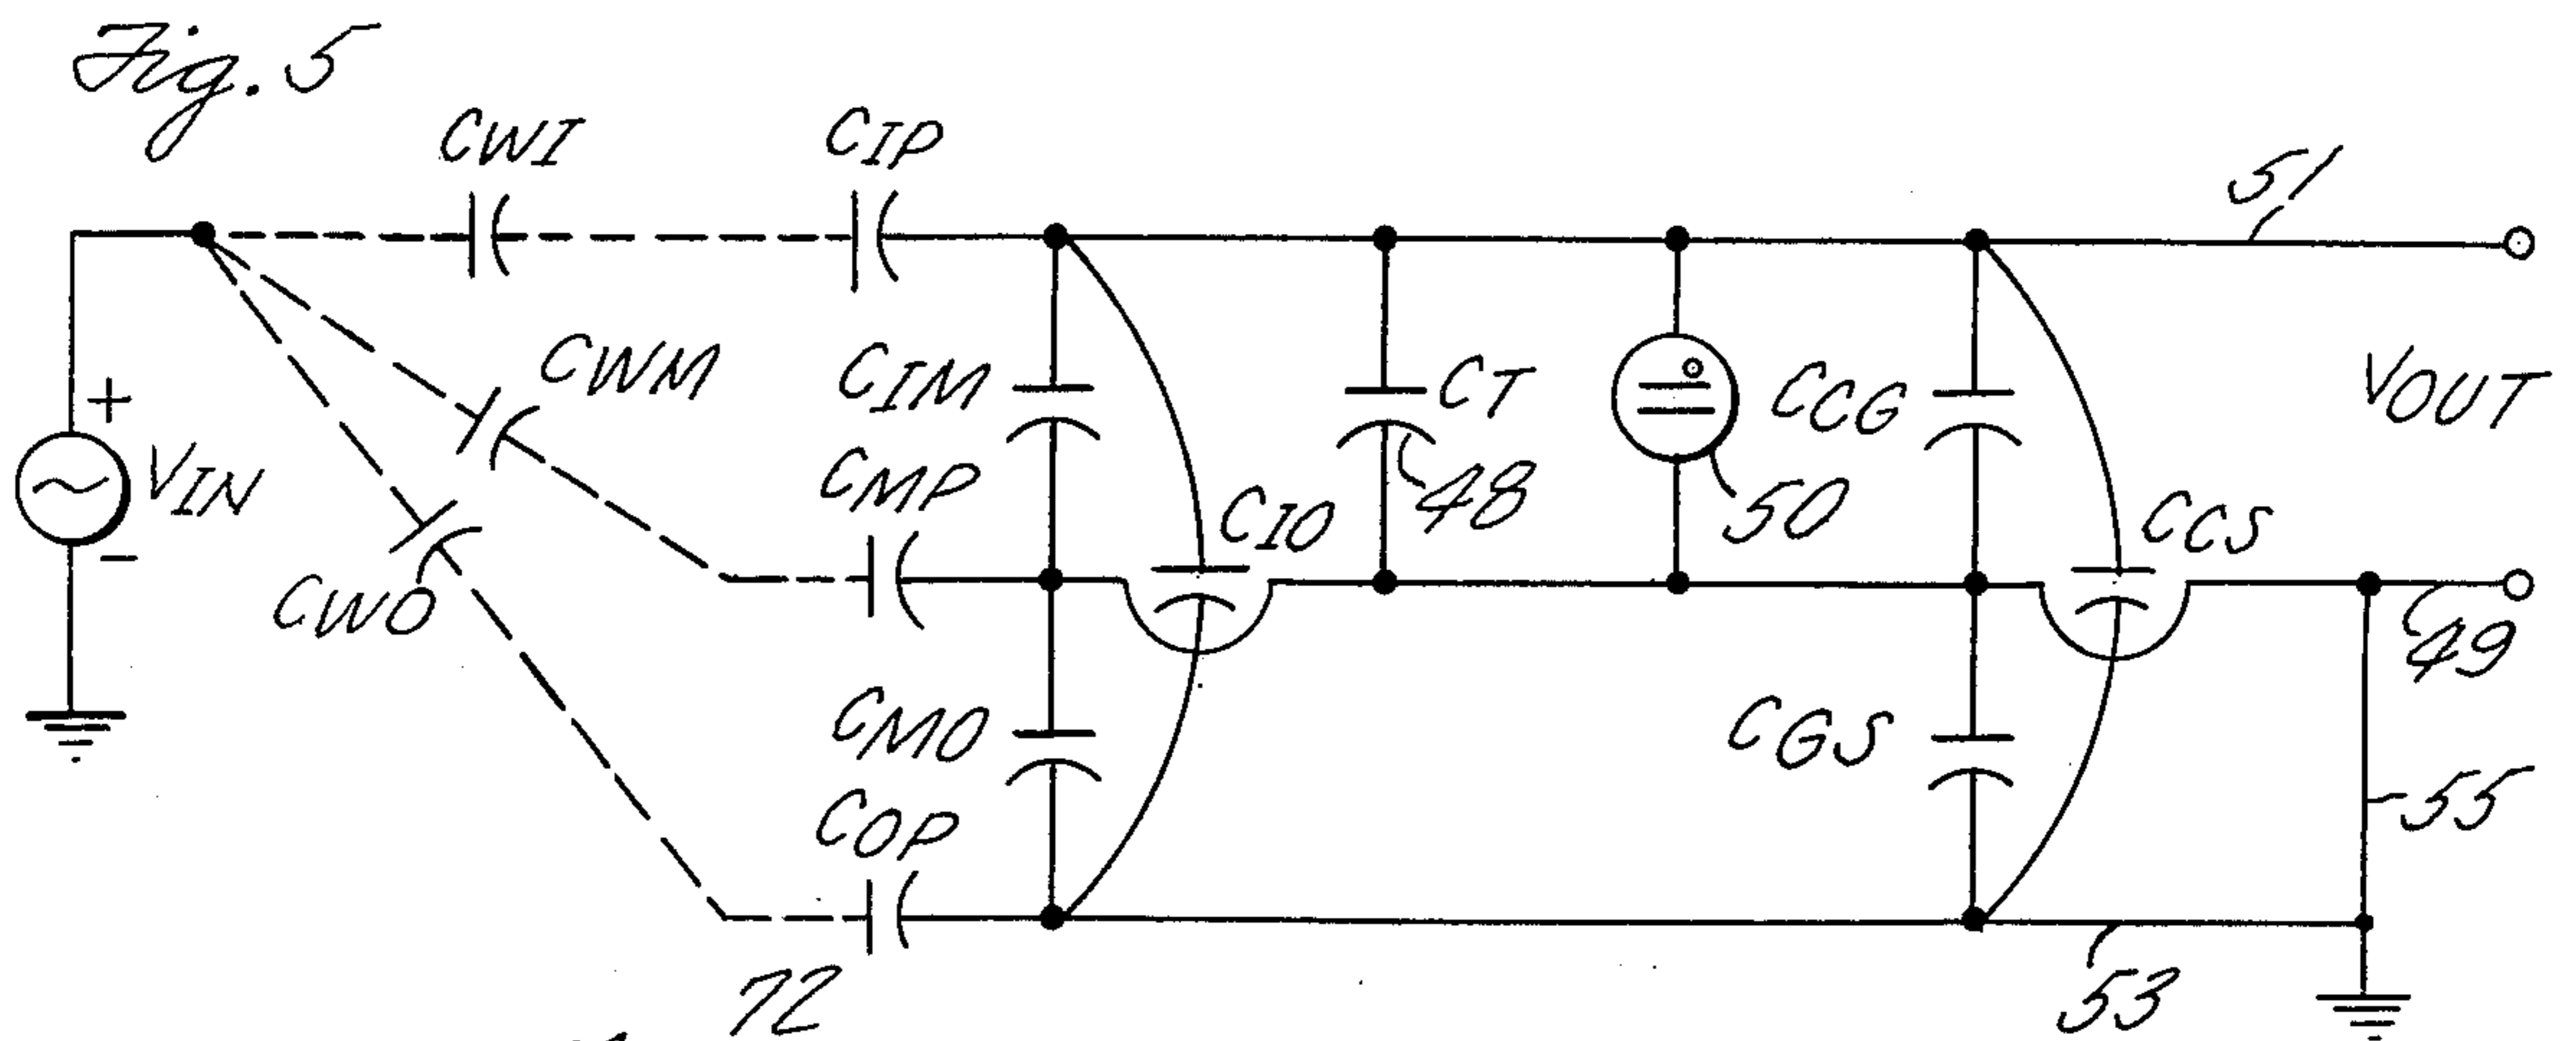 Fig. 5
CWI
CIP
51
+
VIN
−
CWM
CWO
CIM
CMP
CIO
CT
48
50
CCG
CCS
VOUT
49
CMO
COP
CGS
55
53
72